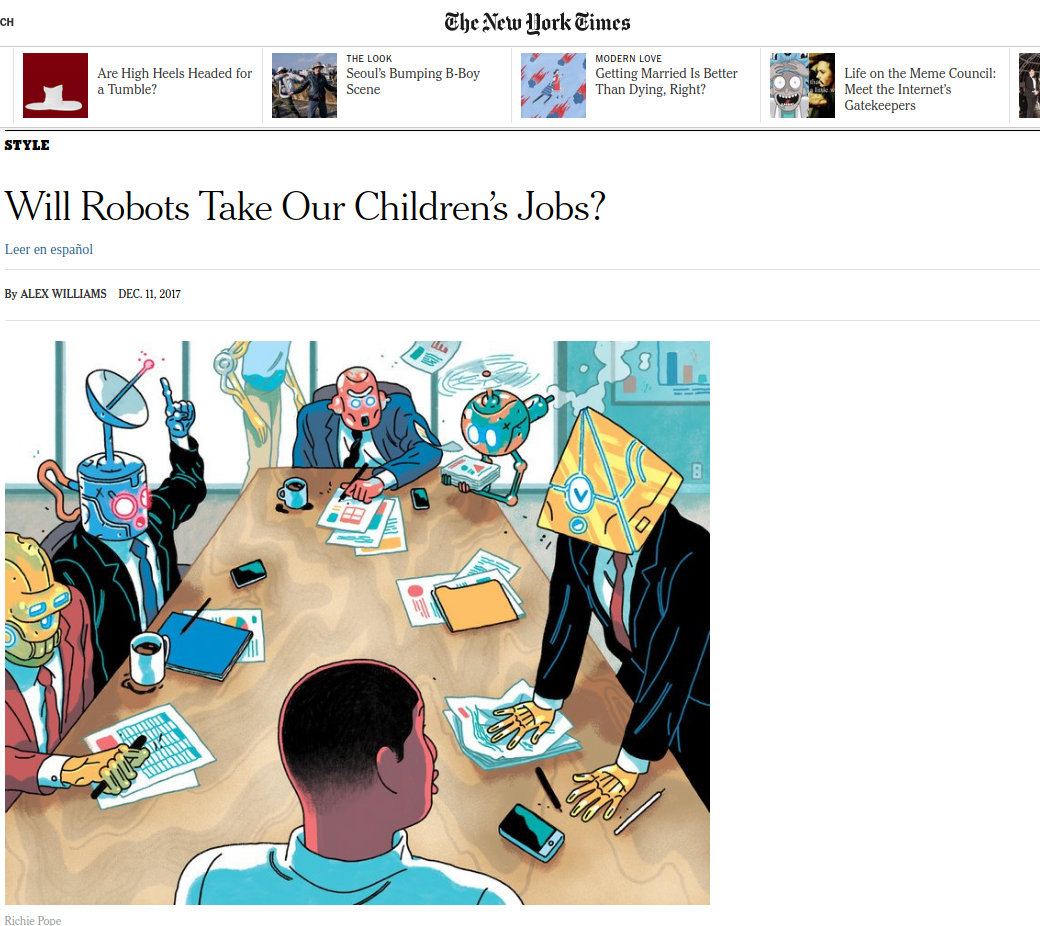 CH
The New York Times
Are High Heels Headed for
a Tumble?
THE LOOK
Seoul's Bumping B-Boy
Scene
MODERN LOVE
Getting Married Is Better
Than Dying, Right?
Life on the Meme Council:
Meet the Internet's
Gatekeepers
STYLE
Will Robots Take Our Children's Jobs?
Leer en español
By ALEX WILLIAMS DEC. 11, 2017
Richie Pope